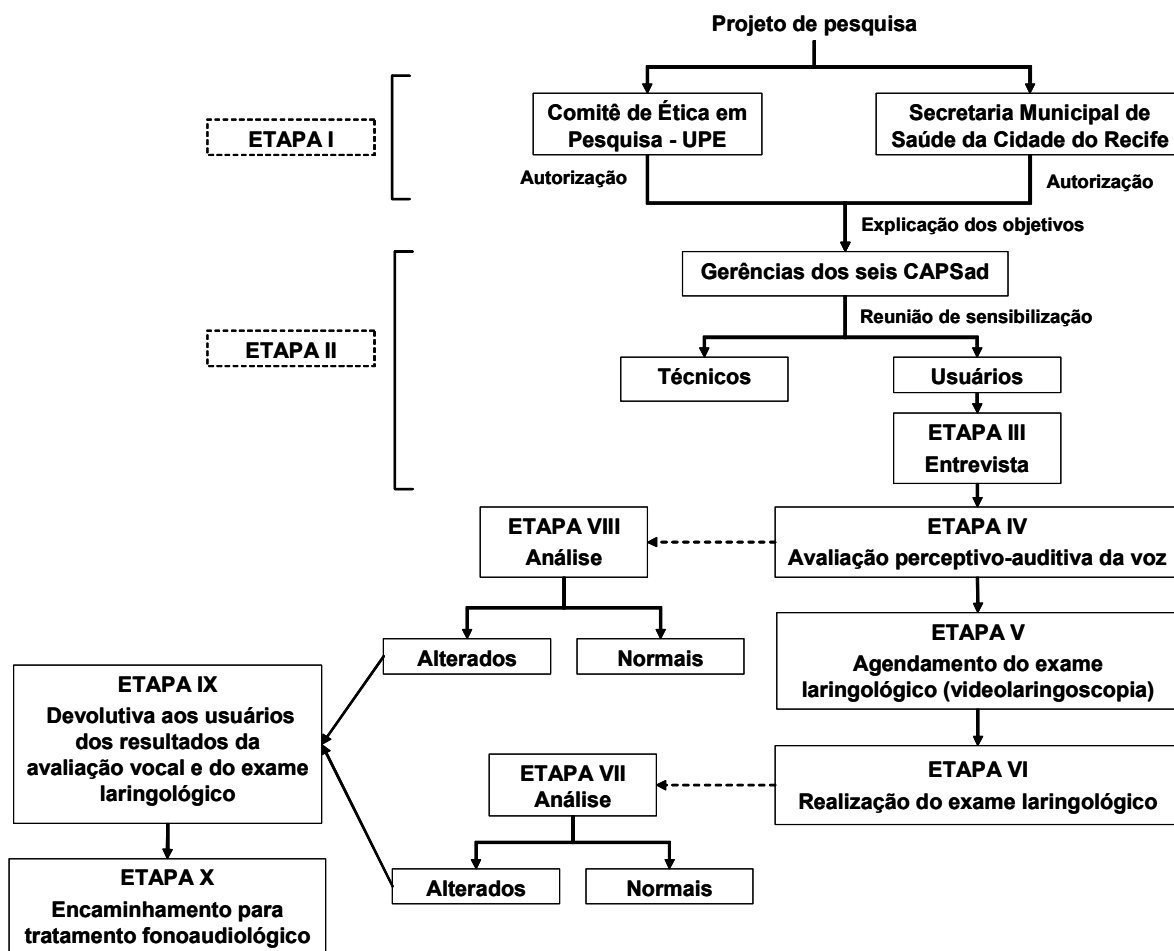 Projeto de pesquisa
ETAPA I
Comitê de Ética em
Pesquisa - UPE
Secretaria Municipal de
Saúde da Cidade do Recife
Autorização
Autorização
Explicação dos objetivos
ETAPA II
Gerências dos seis CAPSad
Reunião de sensibilização
Técnicos
Usuários
ETAPA III
Entrevista
ETAPA IV
Avaliação perceptivo-auditiva da voz
ETAPA VIII
Análise
Alterados
Normais
ETAPA V
Agendamento do exame
laringológico (videolaringoscopia)
ETAPA VI
Realização do exame laringológico
ETAPA VII
Análise
Alterados
Normais
ETAPA IX
Devolutiva aos usuários
dos resultados da
avaliação vocal e do exame
laringológico
ETAPA X
Encaminhamento para
tratamento fonoaudiológico